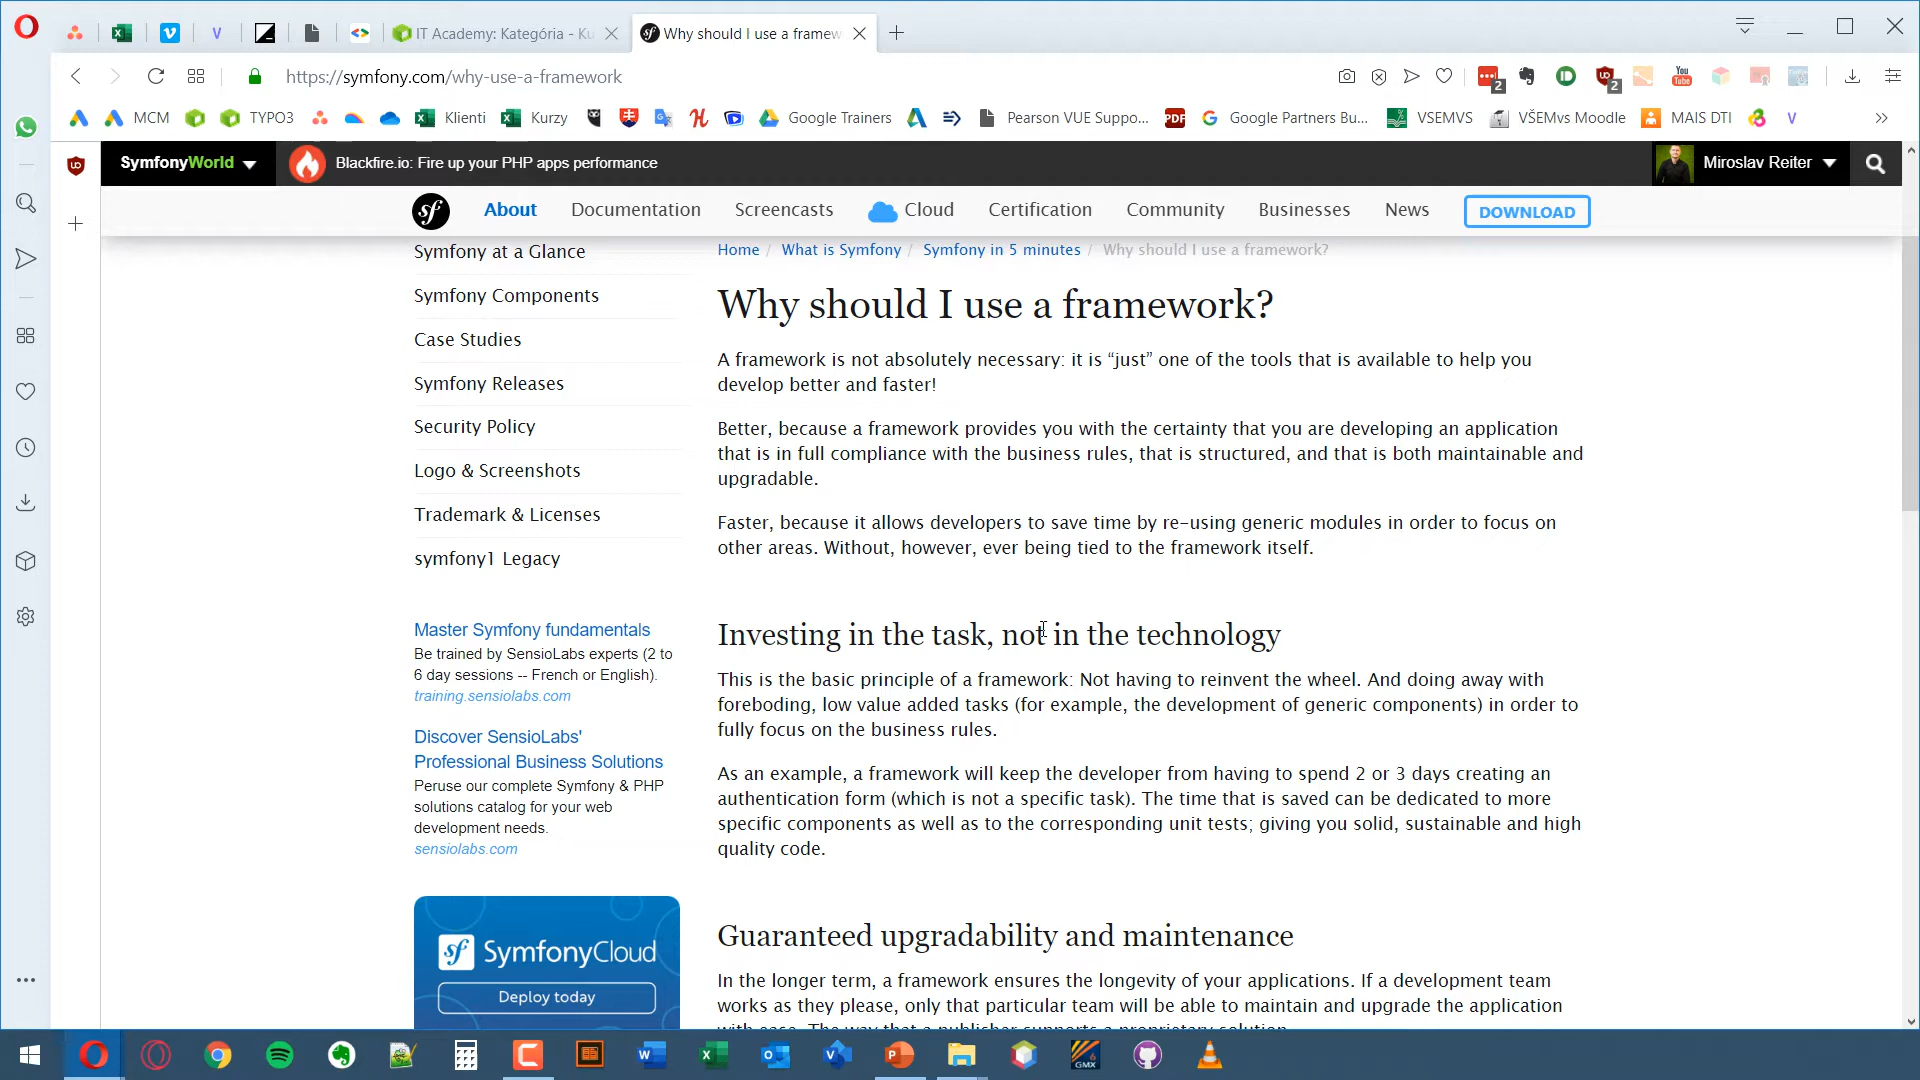 IT Academy: Kategória - Ku
Why should I use a framew
https://symfony.com/why-use-a-framework
2
2
MCM
TYPO3
Klienti
Kurzy
Google Trainers
Pearson VUE Suppo...
Google Partners Bu...
VSEMVS
VŠEMvs Moodle
MAIS DTI
SymfonyWorld
Blackfire.io: Fire up your PHP apps performance
Miroslav Reiter
sf
About
Documentation
Screencasts
Cloud
Certification
Community
Businesses
News
DOWNLOAD
Symfony at a Glance
Symfony Components
Case Studies
Symfony Releases
Security Policy
Logo & Screenshots
Trademark & Licenses
symfony1 Legacy
Master Symfony fundamentals
Be trained by SensioLabs experts (2 to
6 day sessions -- French or English).
training.sensiolabs.com
Discover SensioLabs'
Professional Business Solutions
Peruse our complete Symfony & PHP
solutions catalog for your web
development needs.
sensiolabs.com
SymfonyCloud
Deploy today
Home / What is Symfony / Symfony in 5 minutes / Why should I use a framework?
Why should I use a framework?
A framework is not absolutely necessary: it is “just” one of the tools that is available to help you
develop better and faster!
Better, because a framework provides you with the certainty that you are developing an application
that is in full compliance with the business rules, that is structured, and that is both maintainable and
upgradable.
Faster, because it allows developers to save time by re-using generic modules in order to focus on
other areas. Without, however, ever being tied to the framework itself.
Investing in the task, not in the technology
This is the basic principle of a framework: Not having to reinvent the wheel. And doing away with
foreboding, low value added tasks (for example, the development of generic components) in order to
fully focus on the business rules.
As an example, a framework will keep the developer from having to spend 2 or 3 days creating an
authentication form (which is not a specific task). The time that is saved can be dedicated to more
specific components as well as to the corresponding unit tests; giving you solid, sustainable and high
quality code.
Guaranteed upgradability and maintenance
In the longer term, a framework ensures the longevity of your applications. If a development team
works as they please, only that particular team will be able to maintain and upgrade the application
with ease. The way that a publisher supports a proprietary solution.